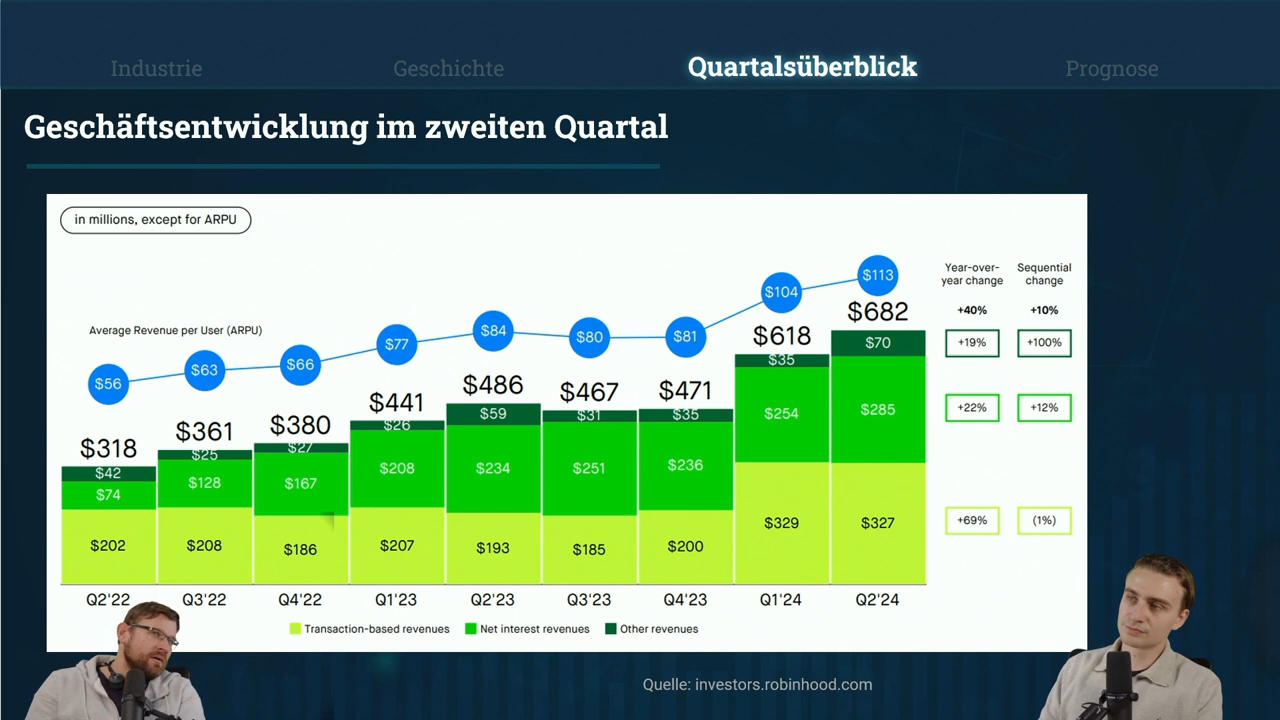 Industrie
Geschichte
Quartalsüberblick
Prognose
Geschäftsentwicklung im zweiten Quartal
in millions, except for ARPU
Average Revenue per User (ARPU)
$56
$63
$66
$77
$84
$80
$81
$104
$113
$318
$361
$380
$441
$486
$467
$471
$618
$682
$42
$25
$27
$26
$59
$31
$35
$35
$70
$74
$128
$167
$208
$234
$251
$236
$254
$285
$202
$208
$186
$207
$193
$185
$200
$329
$327
Year-over-
year change
Sequential
change
+40%
+10%
+19%
+100%
+22%
+12%
+69%
(1%)
Q2'22
Q3'22
Q4'22
Q1'23
Q2'23
Q3'23
Q4'23
Q1'24
Q2'24
Transaction-based revenues
Net interest revenues
Other revenues
Quelle: investors.robinhood.com